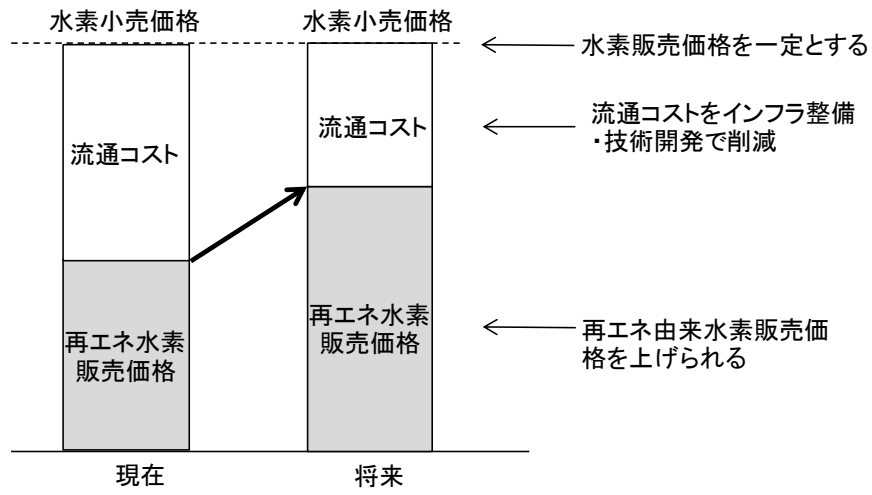 水素小売価格
水素小売価格
水素販売価格を一定とする
流通コスト
流通コスト
流通コストをインフラ整備
・技術開発で削減
再エネ水素
販売価格
再エネ水素
販売価格
再エネ由来水素販売価
格を上げられる
現在
将来